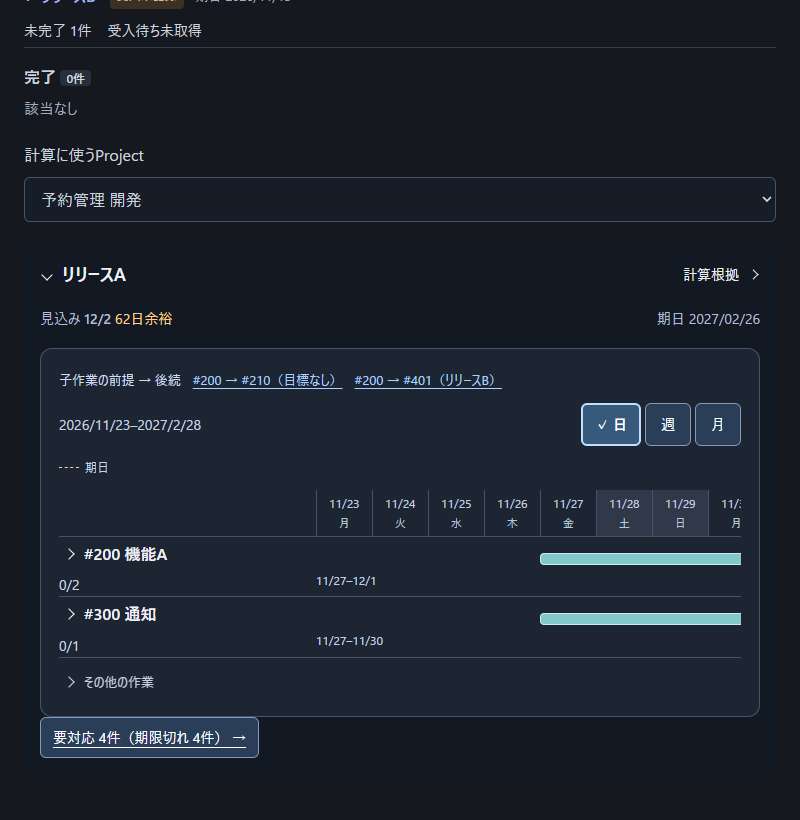 未完了 1件 受入待ち未取得
完了 0件
該当なし
計算に使うProject
予約管理 開発
リリースA 計算根拠
見込み 12/2 62日余裕 期日 2027/02/26
子作業の前提 → 後続 #200 → #210（目標なし） #200 → #401（リリースB）
2026/11/23–2027/2/28 ✓ 日 週 月
---- 期日
11/23 11/24 11/25 11/26 11/27 11/28 11/29
月 火 水 木 金 土 日 月
#200 機能A
0/2 11/27–12/1
#300 通知
0/1 11/27–11/30
その他の作業
要対応 4件（期限切れ 4件） →